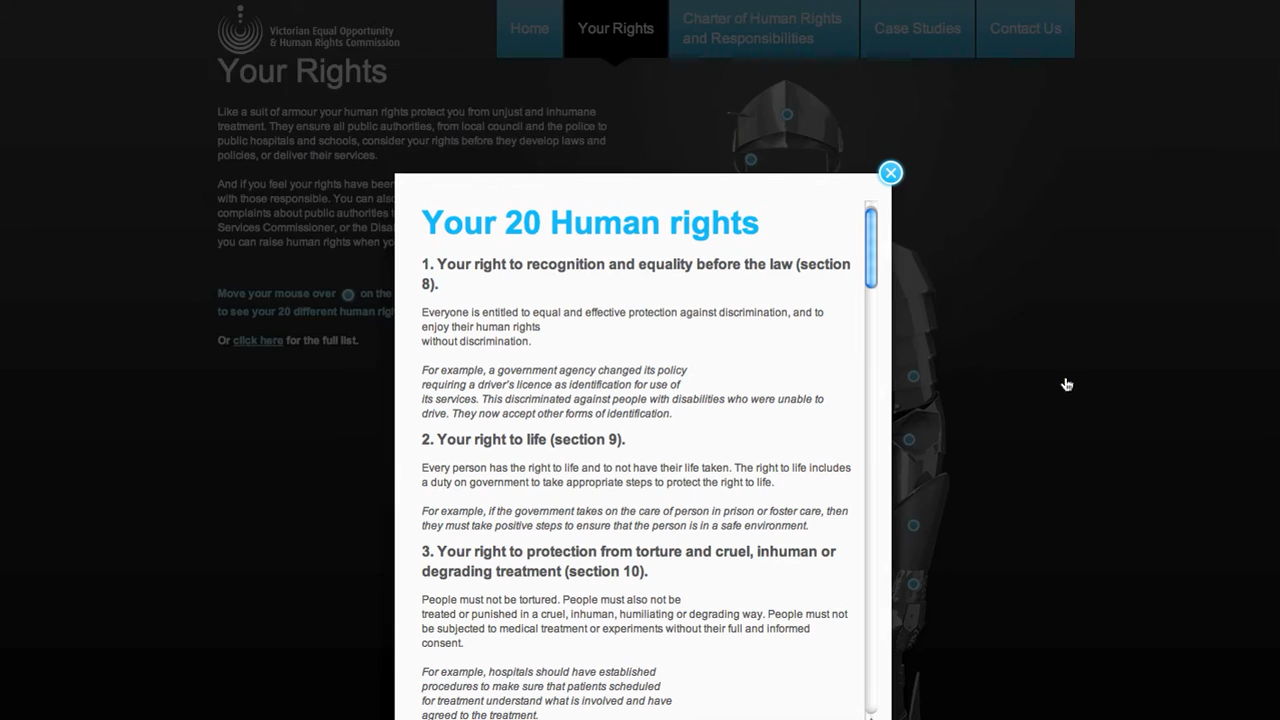 Victorian Equal Opportunity
& Human Rights Commission
Home
Your Rights
Charter of Human Rights
and Responsibilities
Case Studies
Contact Us
Your Rights
Like a suit of armour your human rights protect you from unjust and inhumane
treatment. They ensure all public authorities, from local council and the police to
public hospitals and schools, consider your rights before they develop laws and
policies, or deliver their services.
And if you feel your rights have been
with those responsible. You can also
complaints about public authorities
Services Commissioner, or the
you can raise human rights when
Move your mouse over on the
to see your 20 different human
Or click here for the full list.
Your 20 Human rights
1. Your right to recognition and equality before the law (section
8).
Everyone is entitled to equal and effective protection against discrimination, and to
enjoy their human rights
without discrimination.
For example, a government agency changed its policy
requiring a driver's licence as identification for use of
its services. This discriminated against people with disabilities who were unable to
drive. They now accept other forms of identification.
2. Your right to life (section 9).
Every person has the right to life and to not have their life taken. The right to life includes
a duty on government to take appropriate steps to protect the right to life.
For example, if the government takes on the care of person in prison or foster care, then
they must take positive steps to ensure that the person is in a safe environment.
3. Your right to protection from torture and cruel, inhuman or
degrading treatment (section 10).
People must not be tortured. People must also not be
treated or punished in a cruel, inhuman, humiliating or degrading way. People must not
be subjected to medical treatment or experiments without their full and informed
consent.
For example, hospitals should have established
procedures to make sure that patients scheduled
for treatment understand what is involved and have
agreed to the treatment.